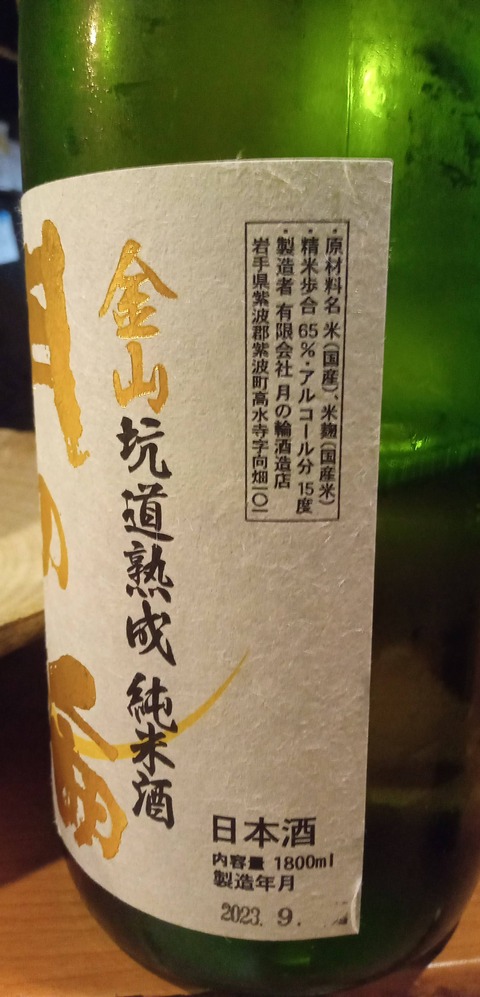 月の輪
金山
坑道熟成 純米酒
・原材料名 米(国産)、米麹(国産米)
・精米歩合 65%・アルコール分 15度
・製造者 有限会社 月の輪酒造店
岩手県紫波郡紫波町高水寺字向畑一〇一
日本酒
内容量 1800ml
製造年月
2023. 9.